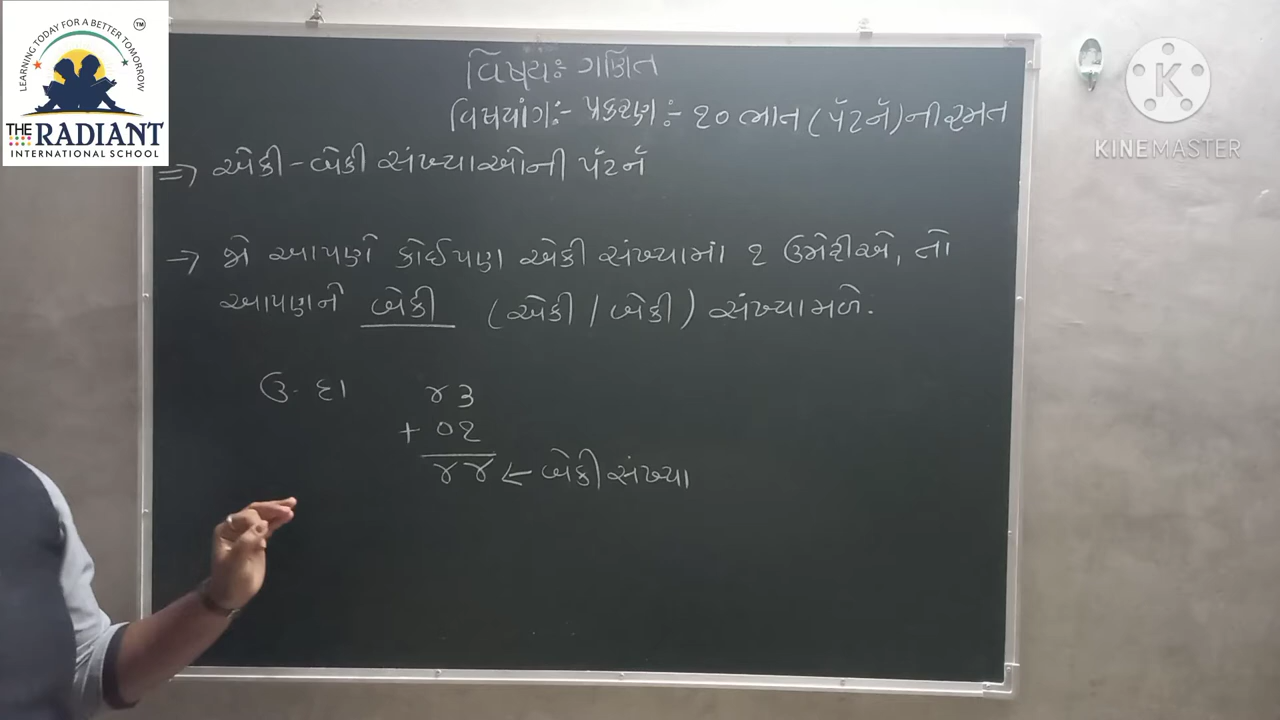 LEARNING TODAY FOR A BETTER TOMORROW
TM
THE RADIANT
INTERNATIONAL SCHOOL
K
KINEMASTER
વિષયઃ ગણિત
વિષયાંગઃ- પ્રકરણ :- ૧૦ ભાત (પૅટર્ન) ની રમત
⇒ એકી-બેકી સંખ્યાઓની પૅટર્ન
→ જો આપણે કોઈપણ એકી સંખ્યામાં ૧ ઉમેરીએ, તો
આપણને બેકી (એકી / બેકી) સંખ્યા મળે.
ઉ. દા ૪૩
+ ૦૧
૪૪ ← બેકી સંખ્યા